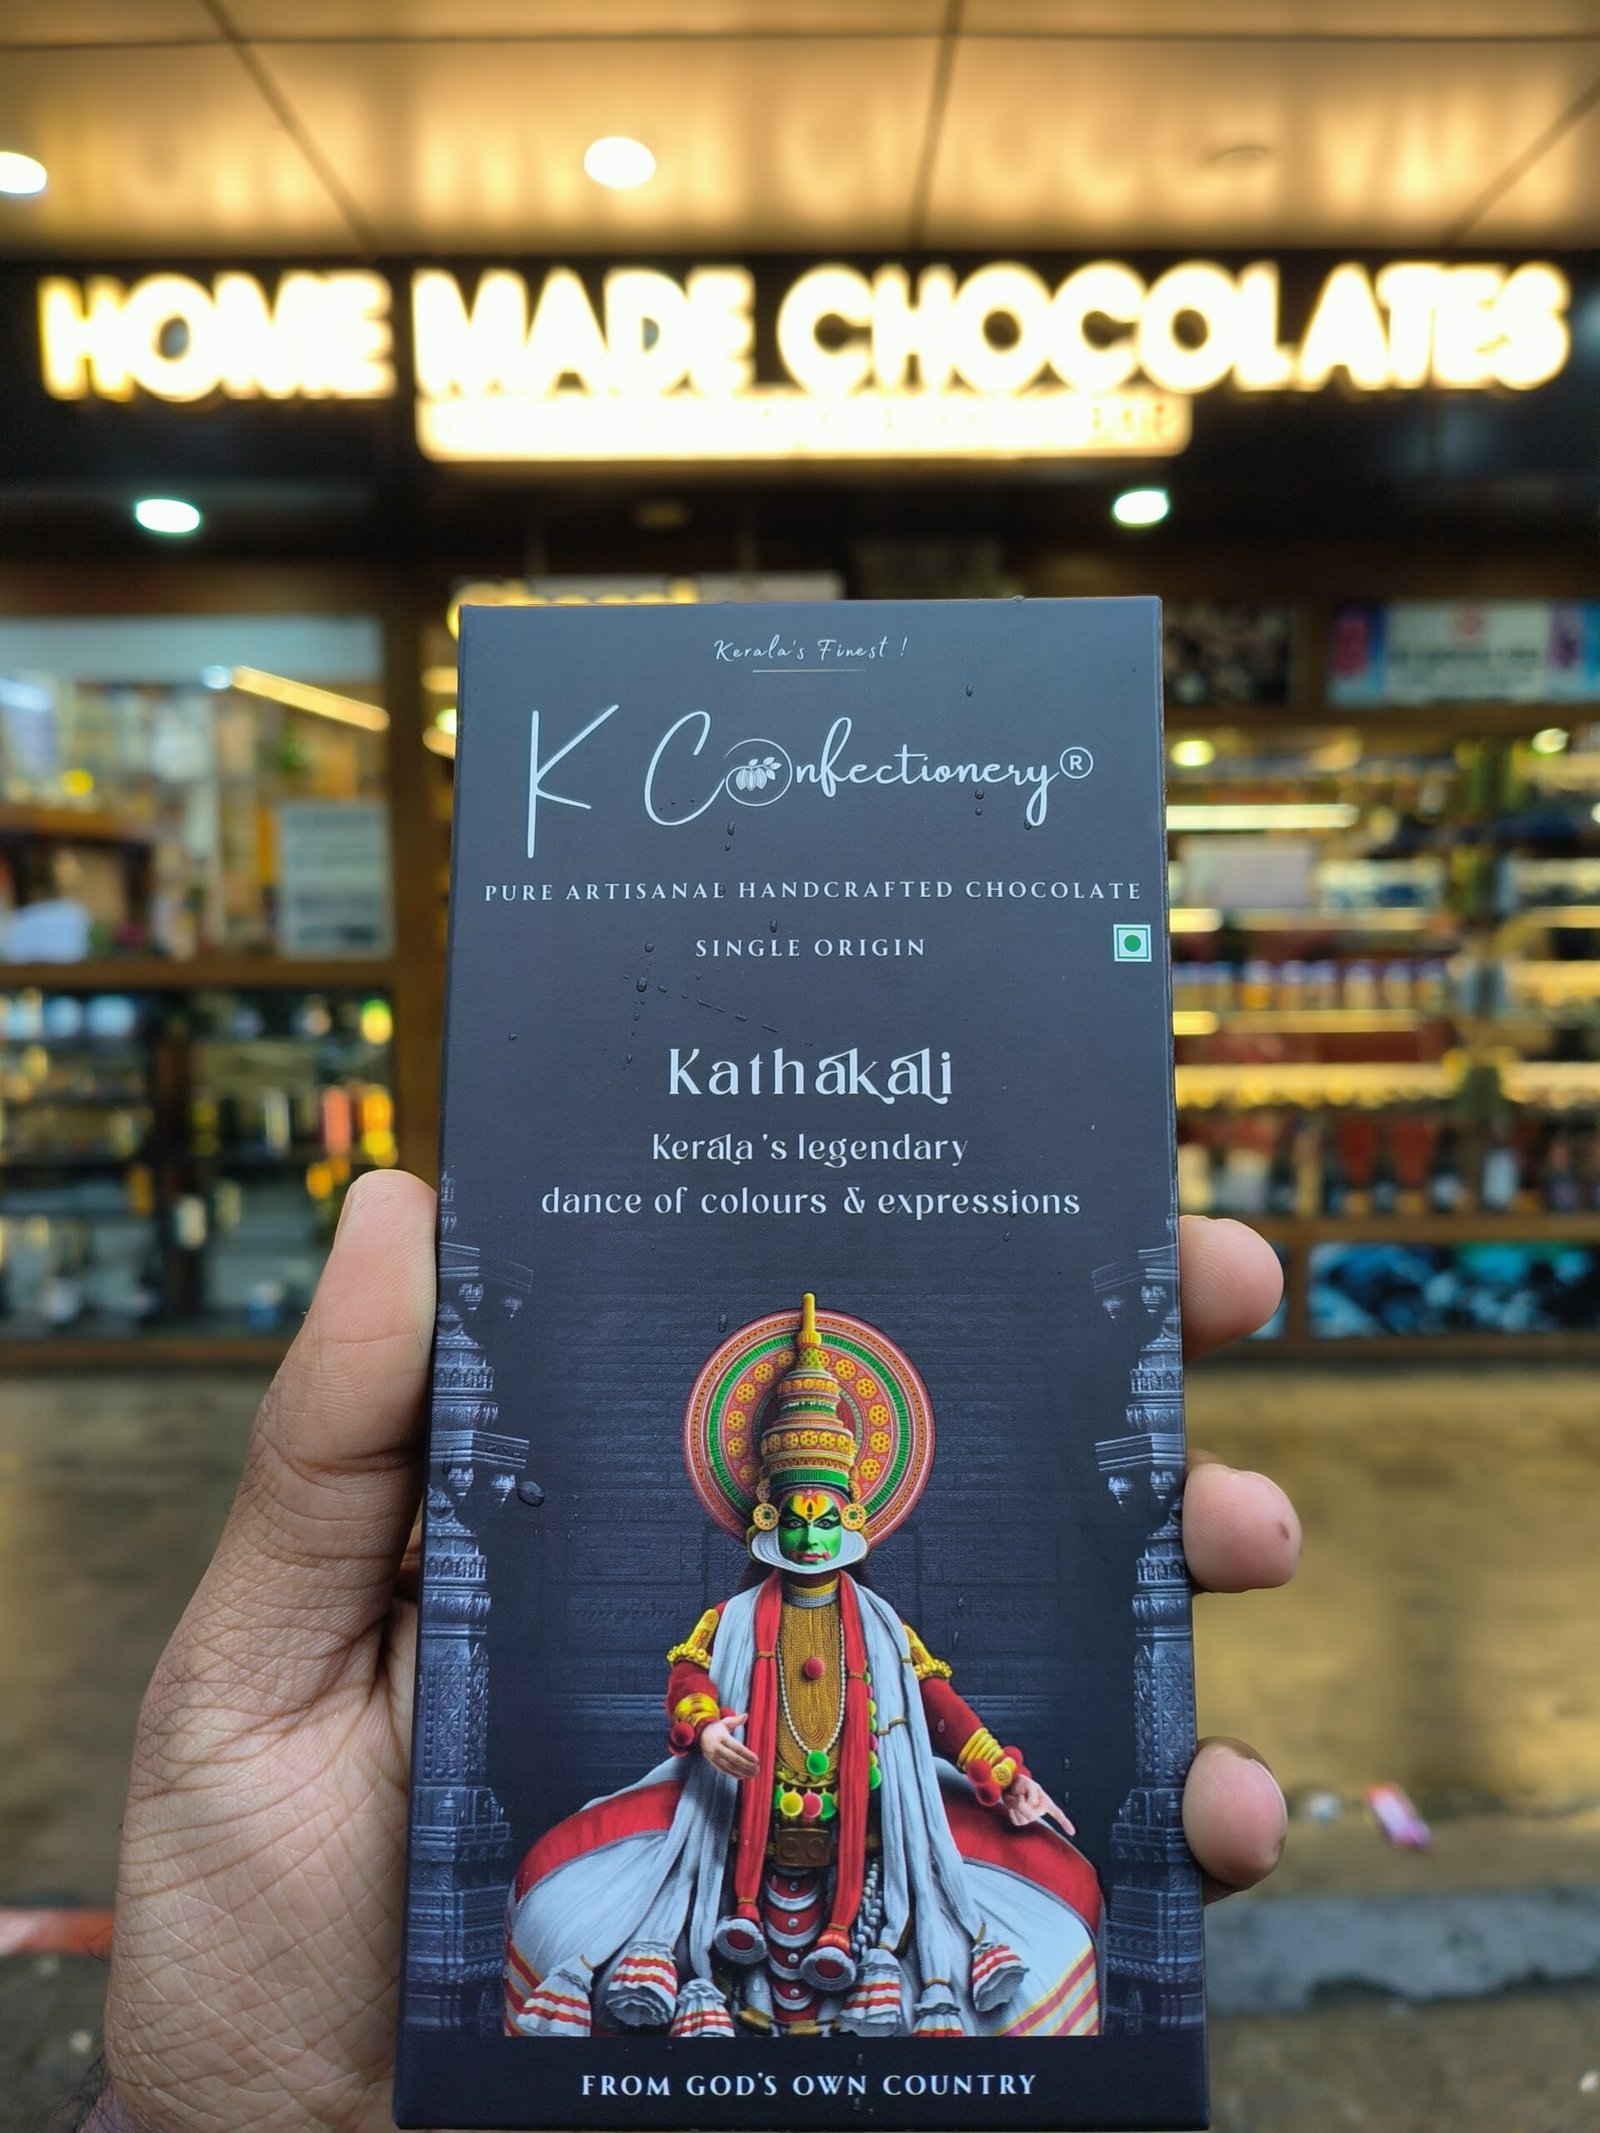 HOME MADE CHOCOLATES
Kerala's Finest !
K Confectionery®
PURE ARTISANAL HANDCRAFTED CHOCOLATE
SINGLE ORIGIN
Kathakali
Kerala's legendary
dance of colours & expressions
FROM GOD'S OWN COUNTRY